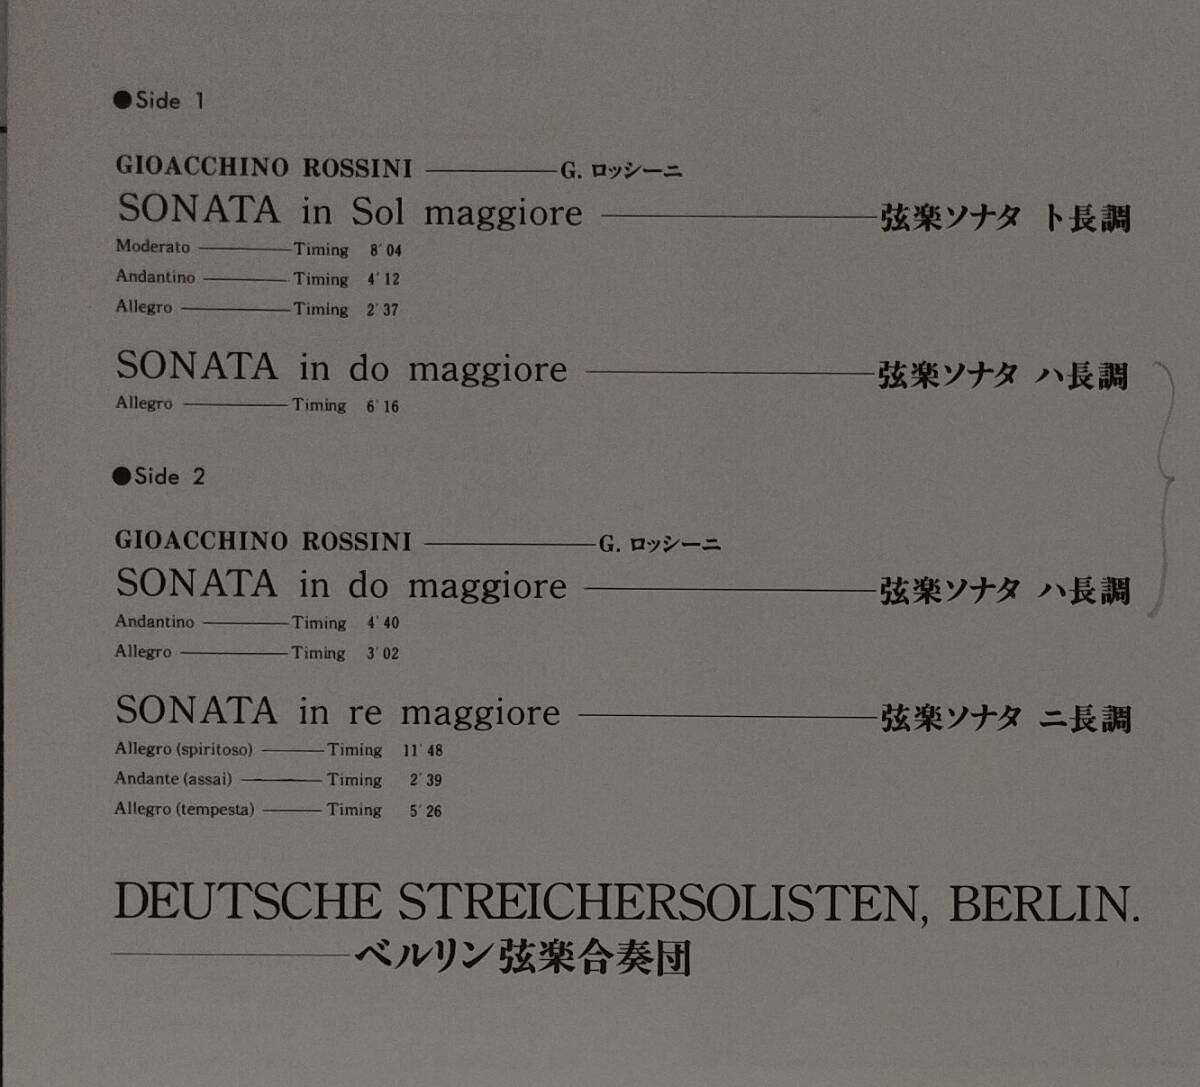 ●Side 1
GIOACCHINO ROSSINI ———— G. ロッシーニ
SONATA in Sol maggiore ———— 弦楽ソナタ ト長調
Moderato ———— Timing 8′04
Andantino ———— Timing 4′12
Allegro ———— Timing 2′37
SONATA in do maggiore ———— 弦楽ソナタ ハ長調
Allegro ———— Timing 6′16
●Side 2
GIOACCHINO ROSSINI ———— G. ロッシーニ
SONATA in do maggiore ———— 弦楽ソナタ ハ長調
Andantino ———— Timing 4′40
Allegro ———— Timing 3′02
SONATA in re maggiore ———— 弦楽ソナタ ニ長調
Allegro (spiritoso) ———— Timing 11′48
Andante (assai) ———— Timing 2′39
Allegro (tempesta) ———— Timing 5′26
DEUTSCHE STREICHERSOLISTEN, BERLIN.
———— ベルリン弦楽合奏団